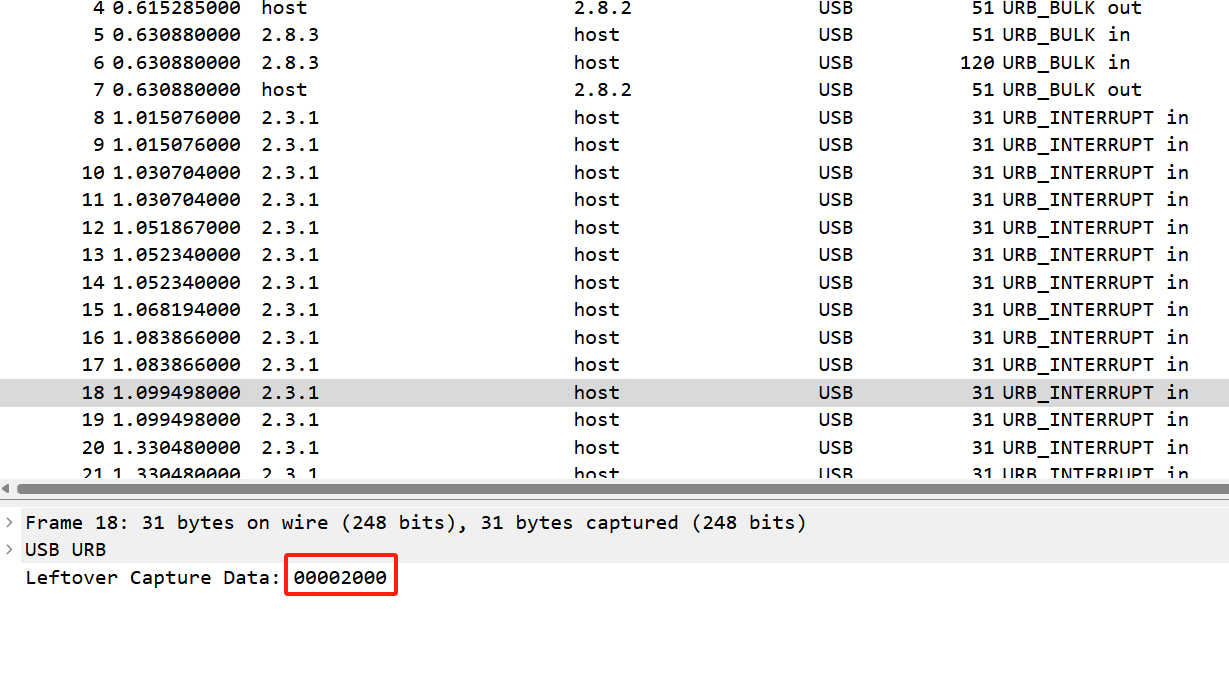 4 0.615285000 host 2.8.2 USB 51 URB_BULK out
5 0.630880000 2.8.3 host USB 51 URB_BULK in
6 0.630880000 2.8.3 host USB 120 URB_BULK in
7 0.630880000 host 2.8.2 USB 51 URB_BULK out
8 1.015076000 2.3.1 host USB 31 URB_INTERRUPT in
9 1.015076000 2.3.1 host USB 31 URB_INTERRUPT in
10 1.030704000 2.3.1 host USB 31 URB_INTERRUPT in
11 1.030704000 2.3.1 host USB 31 URB_INTERRUPT in
12 1.051867000 2.3.1 host USB 31 URB_INTERRUPT in
13 1.052340000 2.3.1 host USB 31 URB_INTERRUPT in
14 1.052340000 2.3.1 host USB 31 URB_INTERRUPT in
15 1.068194000 2.3.1 host USB 31 URB_INTERRUPT in
16 1.083866000 2.3.1 host USB 31 URB_INTERRUPT in
17 1.083866000 2.3.1 host USB 31 URB_INTERRUPT in
18 1.099498000 2.3.1 host USB 31 URB_INTERRUPT in
19 1.099498000 2.3.1 host USB 31 URB_INTERRUPT in
20 1.330480000 2.3.1 host USB 31 URB_INTERRUPT in
21 1.330480000 2.3.1 host USB 31 URB_INTERRUPT in
Frame 18: 31 bytes on wire (248 bits), 31 bytes captured (248 bits)
USB URB
Leftover Capture Data: 00002000